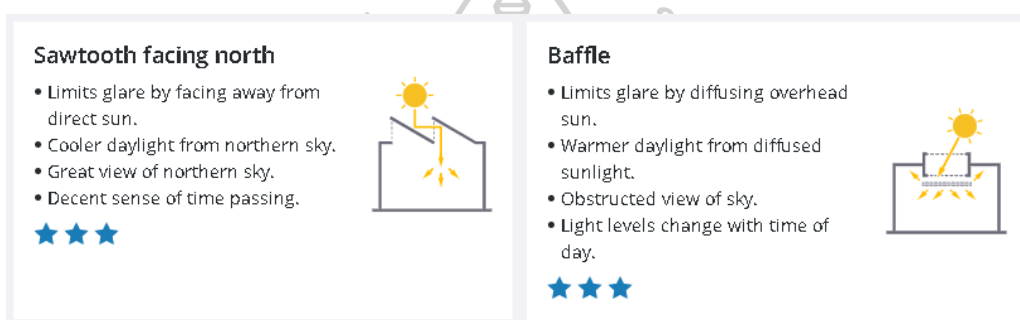 Sawtooth facing north
• Limits glare by facing away from
direct sun.
• Cooler daylight from northern sky.
• Great view of northern sky.
• Decent sense of time passing.
Baffle
• Limits glare by diffusing overhead
sun.
• Warmer daylight from diffused
sunlight.
• Obstructed view of sky.
• Light levels change with time of
day.